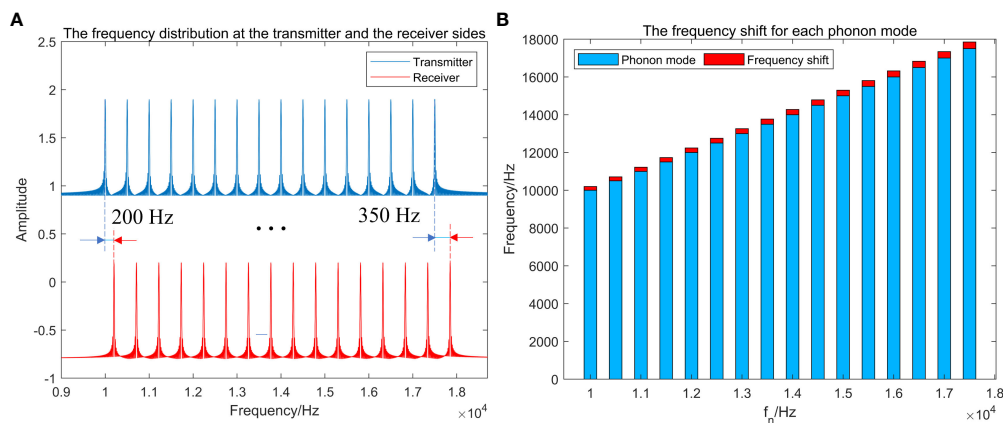 A
The frequency distribution at the transmitter and the receiver sides
2.5
2
1.5
1
0.5
0
-0.5
-1
Amplitude
Transmitter
Receiver
200 Hz
350 Hz
0.9 1 1.1 1.2 1.3 1.4 1.5 1.6 1.7 1.8
Frequency/Hz
×10⁴
B
The frequency shift for each phonon mode
18000
16000
14000
12000
10000
8000
6000
4000
2000
0
Frequency/Hz
Phonon mode
Frequency shift
1 1.1 1.2 1.3 1.4 1.5 1.6 1.7 1.8
f_n/Hz
×10⁴